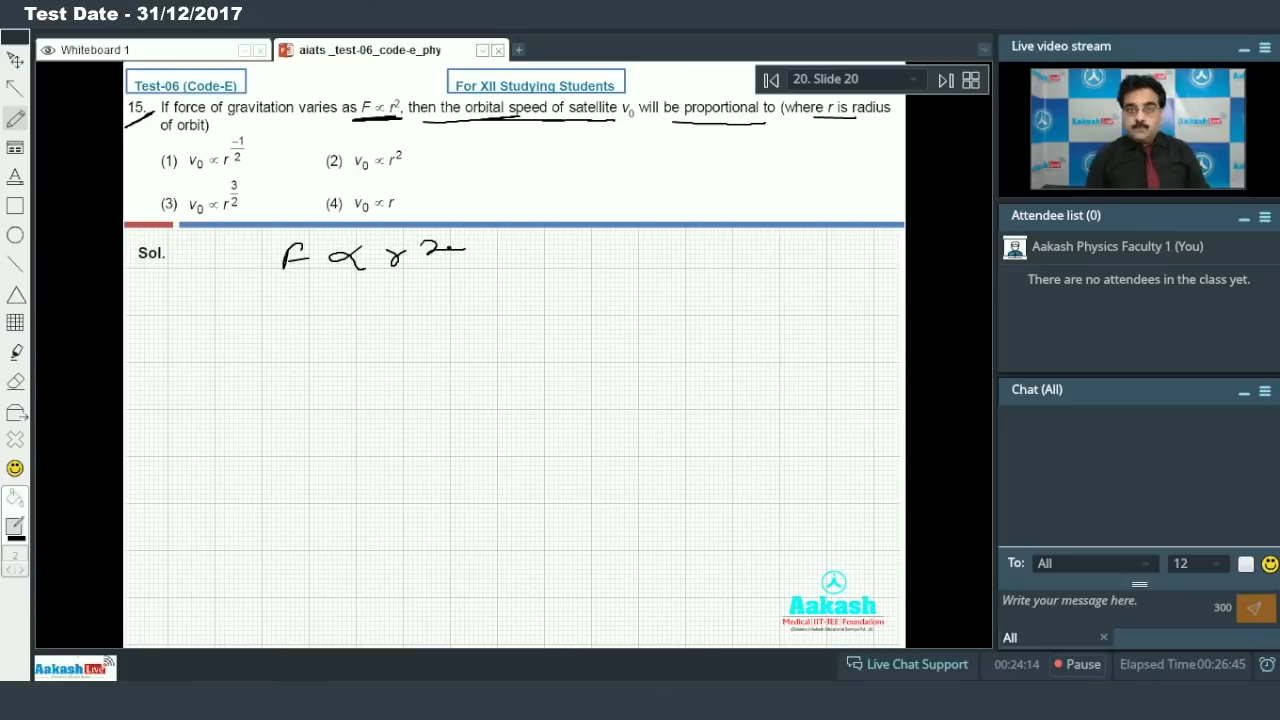 Test Date - 31/12/2017
Whiteboard 1
aiats _test-06_code-e_phy
Live video stream
Test-06 (Code-E)
For XII Studying Students
20. Slide 20
15. If force of gravitation varies as F ∝ r², then the orbital speed of satellite v₀ will be proportional to (where r is radius
of orbit)
(1) v₀ ∝ r^(-1/2) (2) v₀ ∝ r²
(3) v₀ ∝ r^(3/2) (4) v₀ ∝ r
Sol. F ∝ r²
Attendee list (0)
Aakash Physics Faculty 1 (You)
There are no attendees in the class yet.
Chat (All)
To: All 12
Write your message here. 300
All
2
Aakash
Medical|IIT-JEE|Foundations
Aakash Live
Live Chat Support
00:24:14
Pause
Elapsed Time 00:26:45